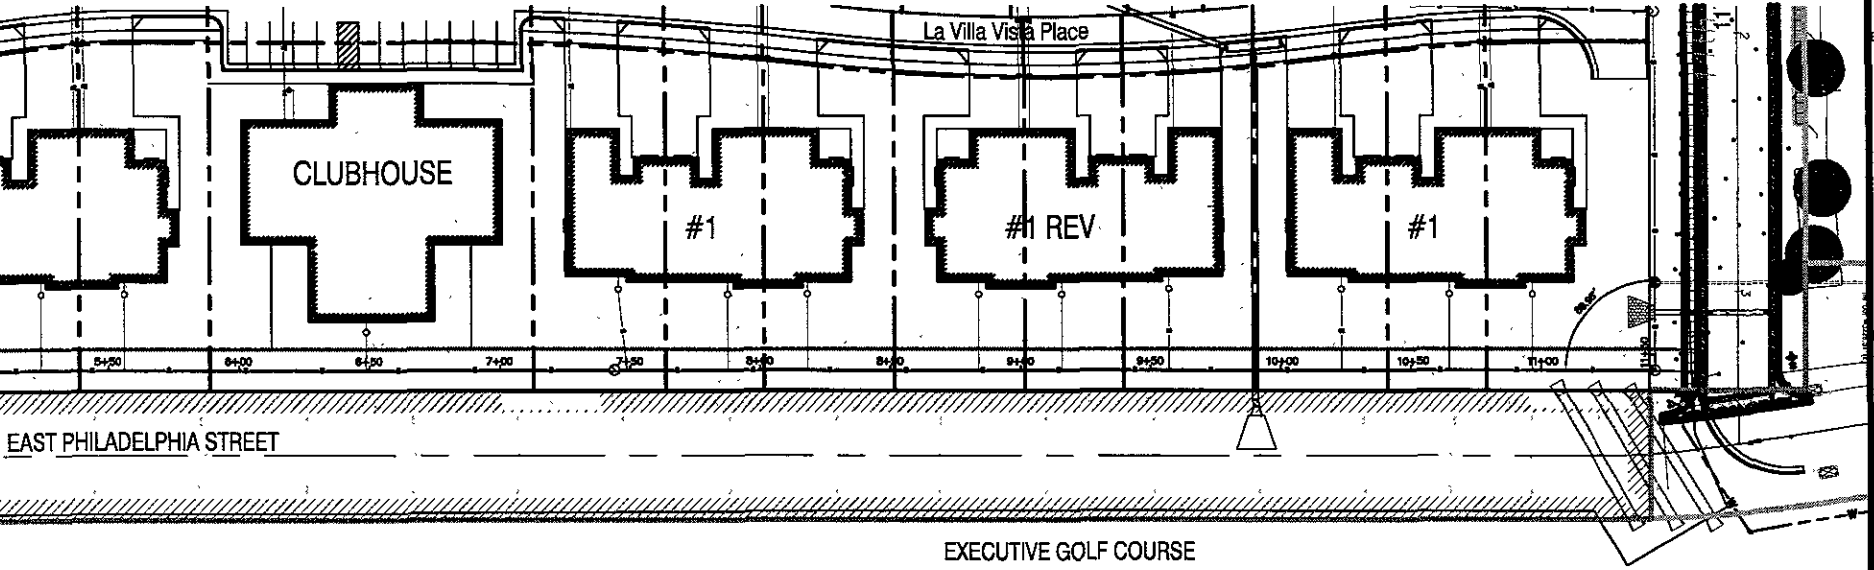 La Villa Vista Place
CLUBHOUSE
#1
#1 REV
#1
88.95'
5+50
6+00
6+50
7+00
7+50
8+00
8+50
9+00
9+50
10+00
10+50
11+00
11+50
EAST PHILADELPHIA STREET
W
W
EXECUTIVE GOLF COURSE